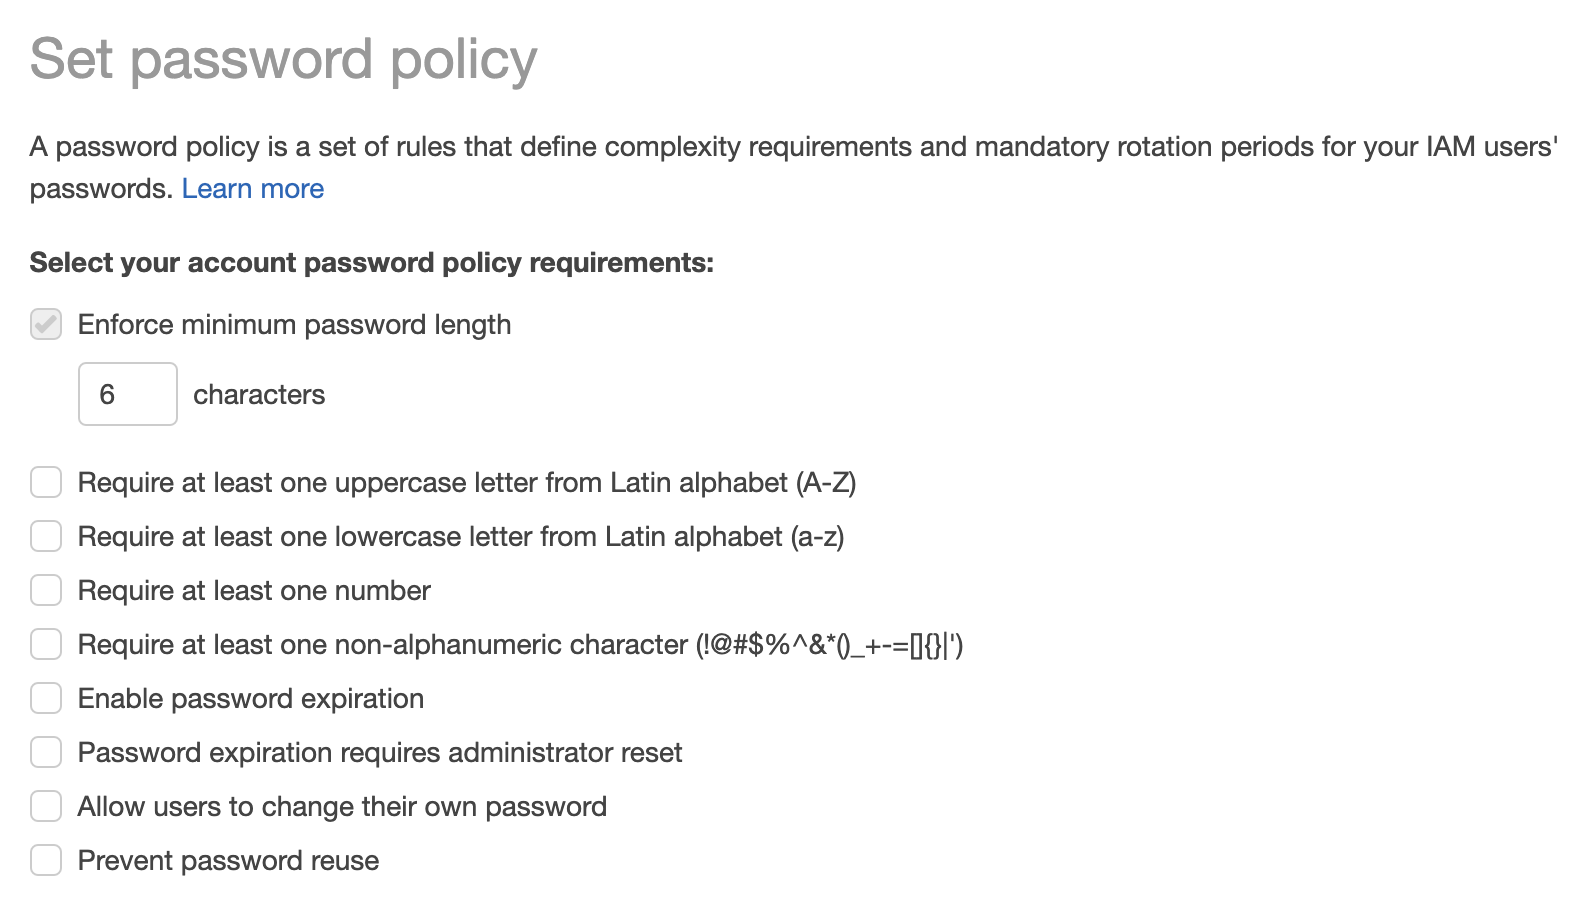 Set password policy
A password policy is a set of rules that define complexity requirements and mandatory rotation periods for your IAM users'
passwords. Learn more
Select your account password policy requirements:
Enforce minimum password length
6 characters
Require at least one uppercase letter from Latin alphabet (A-Z)
Require at least one lowercase letter from Latin alphabet (a-z)
Require at least one number
Require at least one non-alphanumeric character (!@#$%^&*()_+-=[]{}|')
Enable password expiration
Password expiration requires administrator reset
Allow users to change their own password
Prevent password reuse